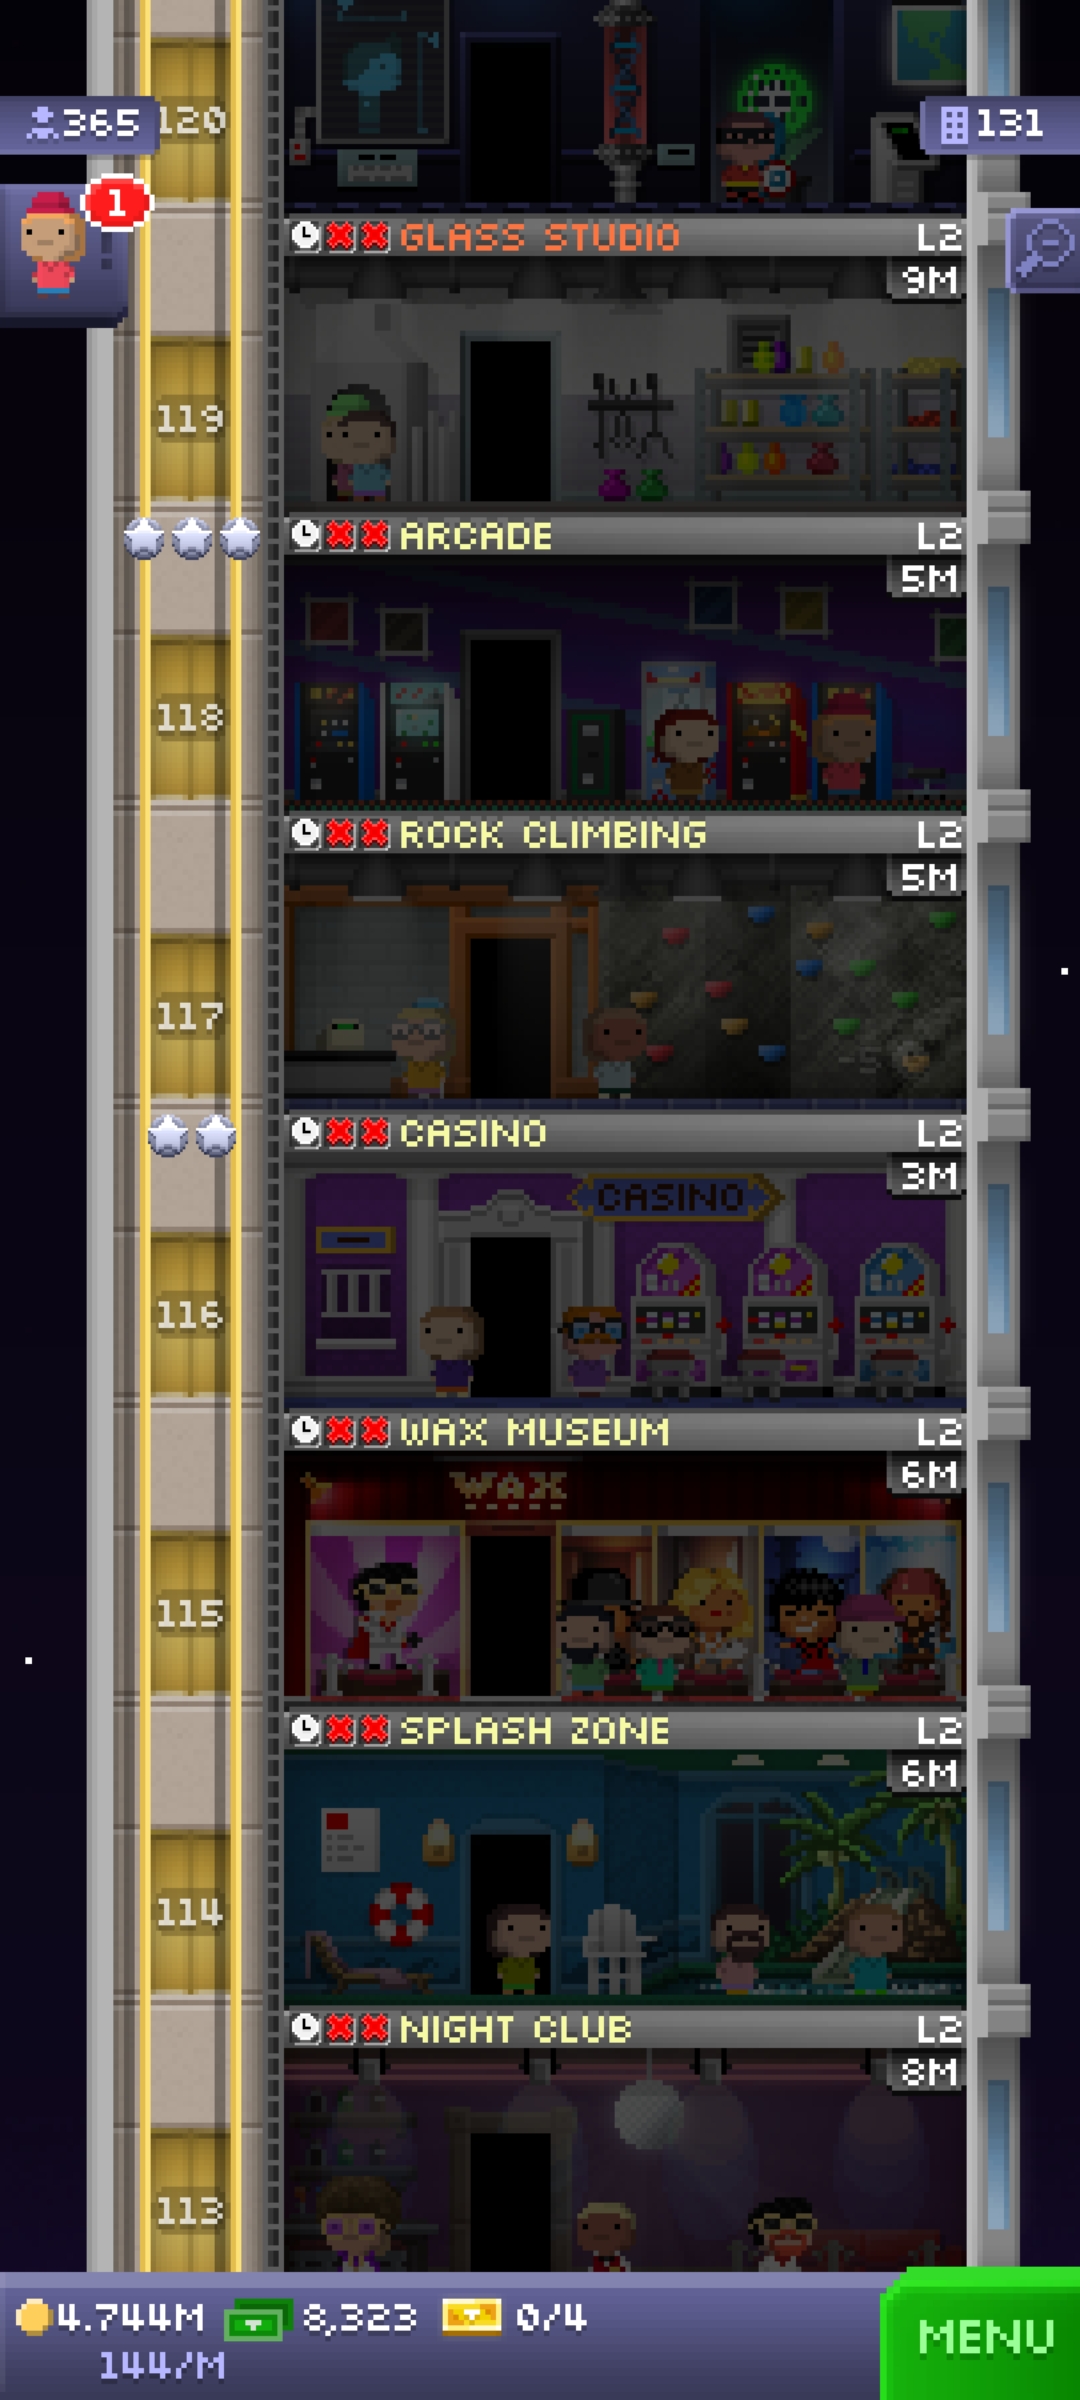 365
120
131
1
GLASS STUDIO L2
9M
119
ARCADE L2
5M
118
ROCK CLIMBING L2
5M
117
CASINO L2
3M
CASINO
116
WAX MUSEUM L2
6M
WAX
115
SPLASH ZONE L2
6M
114
NIGHT CLUB L2
8M
113
4.744M 8,323 0/4
144/M
MENU